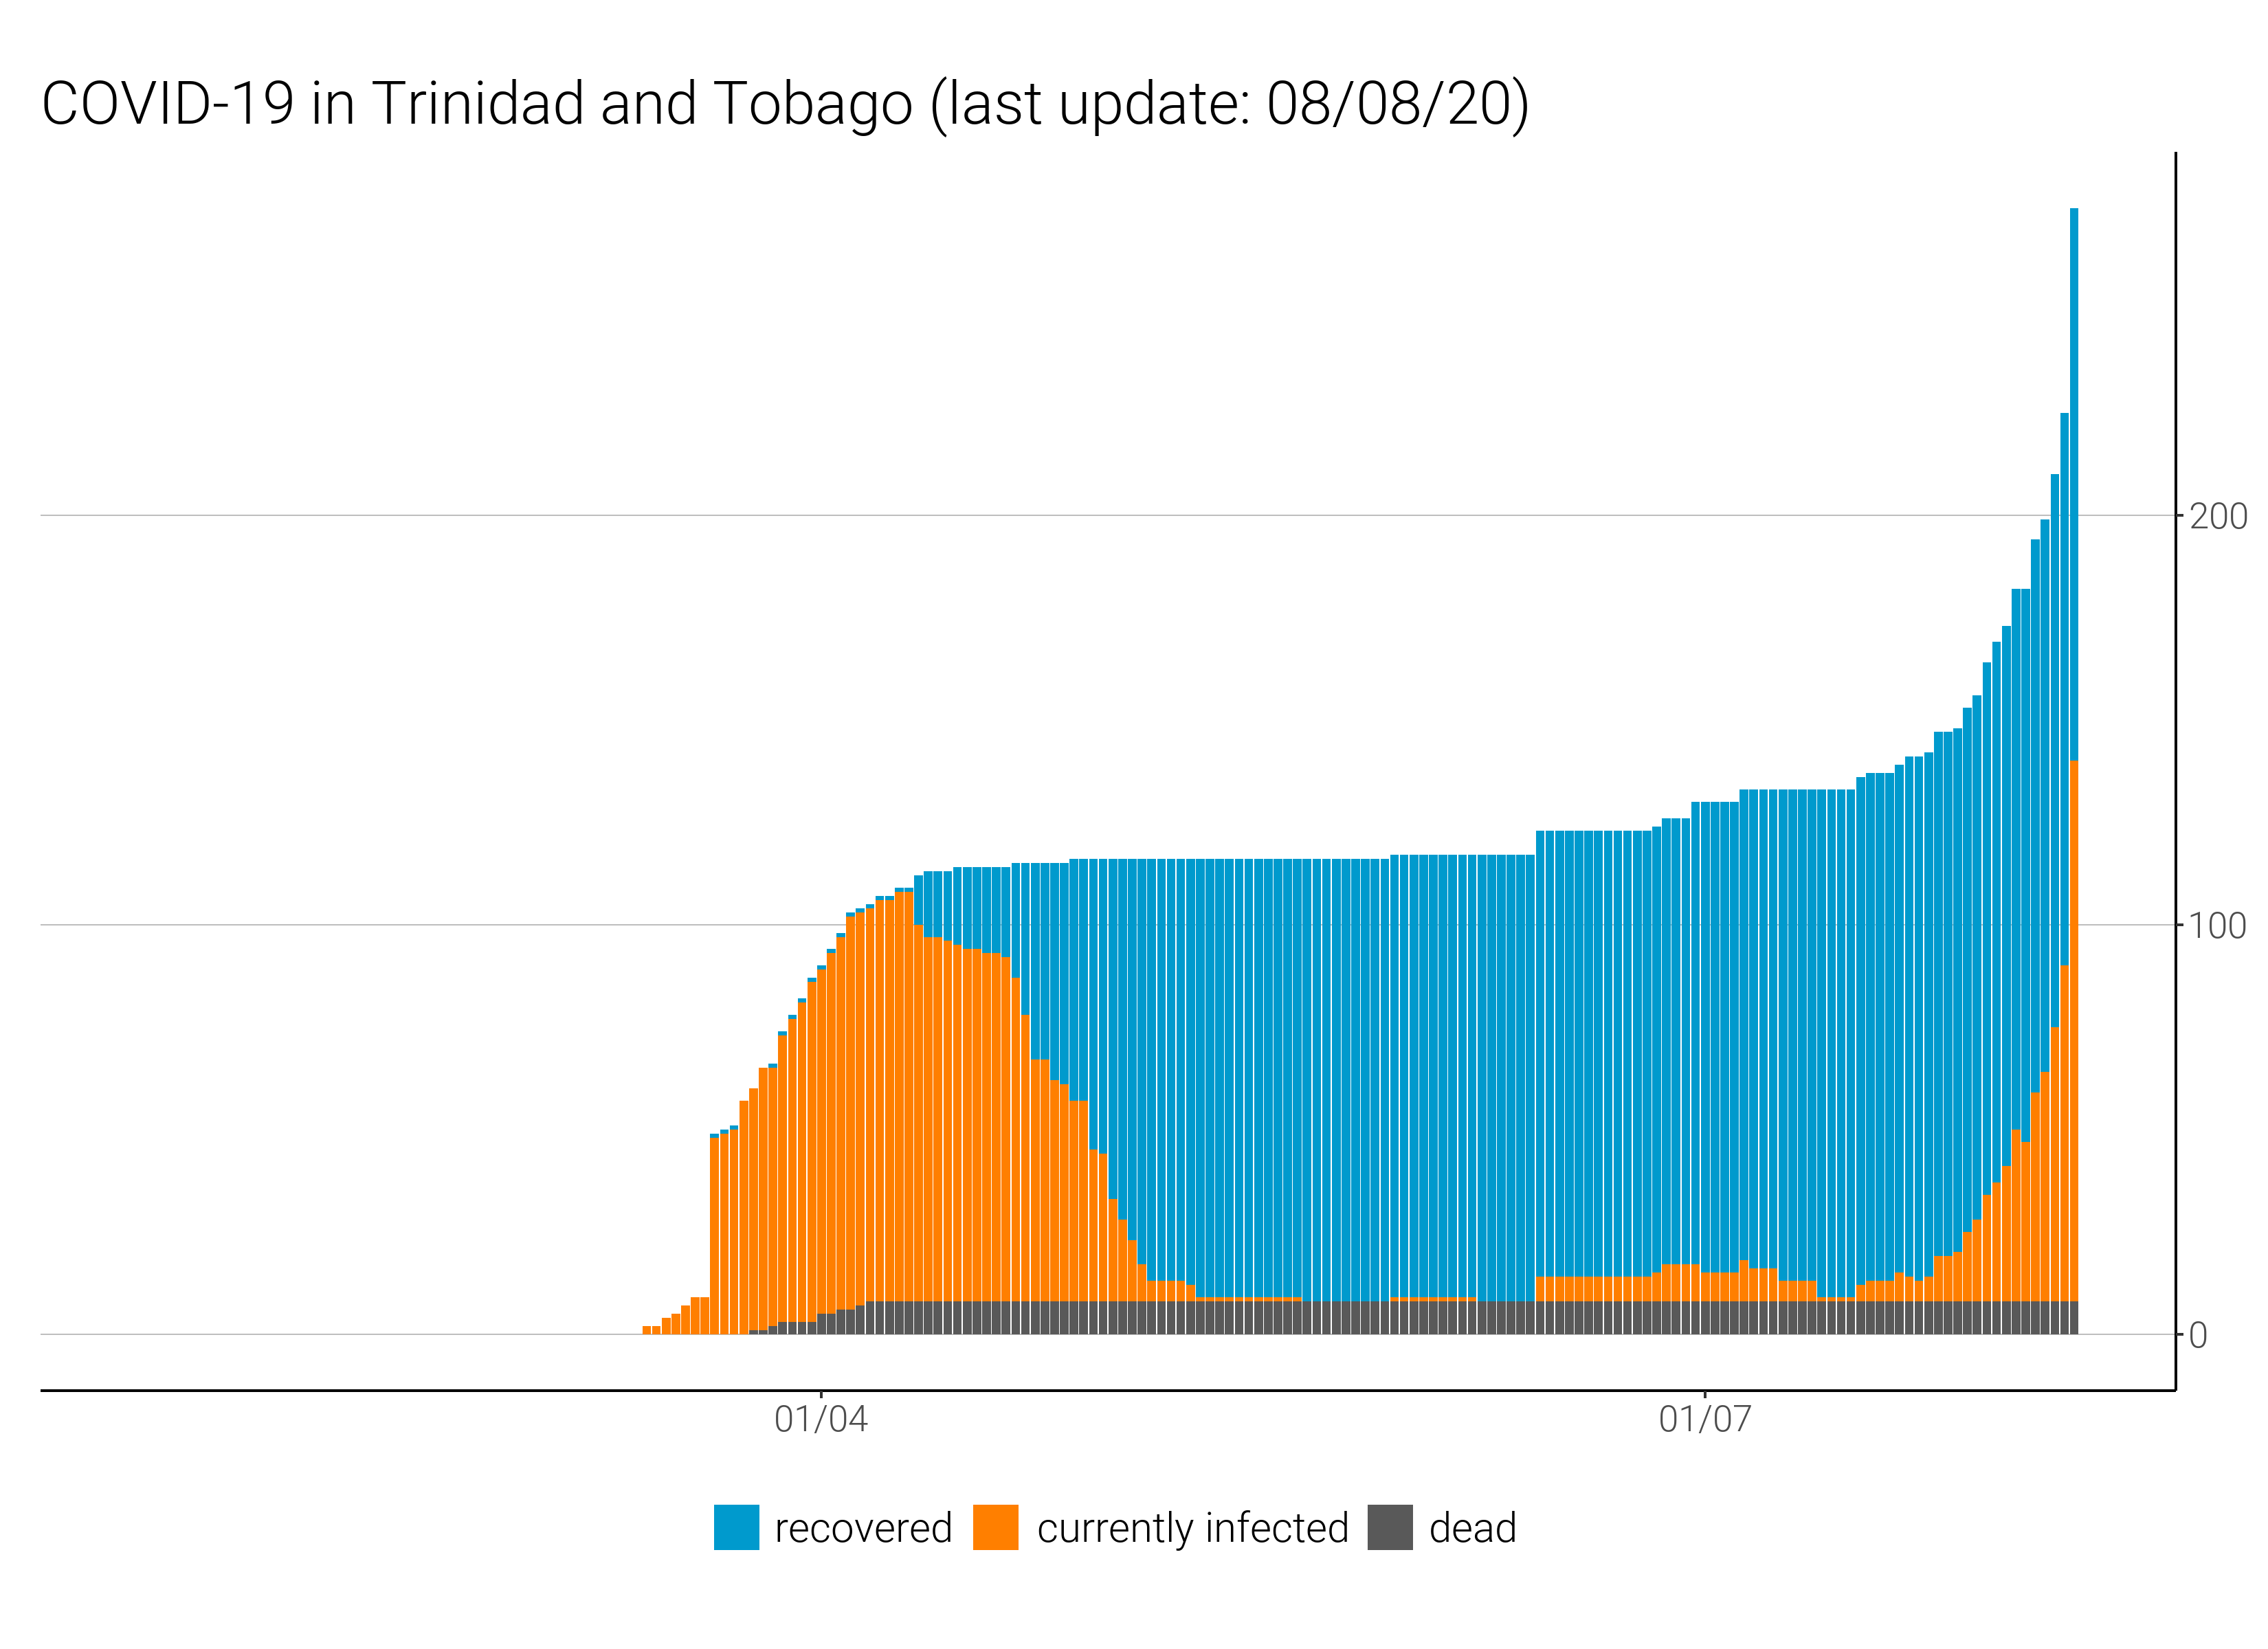 COVID-19 in Trinidad and Tobago (last update: 08/08/20)
200
100
0
01/04 01/07
recovered currently infected dead